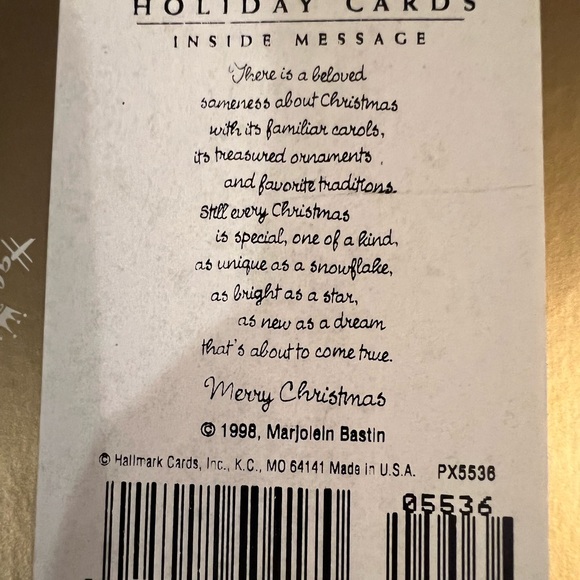 HOLIDAY CARDS
INSIDE MESSAGE
There is a beloved
sameness about Christmas
with its familiar carols,
its treasured ornaments,
and favorite traditions.
Still every Christmas
is special, one of a kind,
as unique as a snowflake,
as bright as a star,
as new as a dream
that's about to come true.
Merry Christmas
© 1998, Marjolein Bastin
© Hallmark Cards, Inc., K.C., MO 64141 Made in U.S.A. PX5536
05536